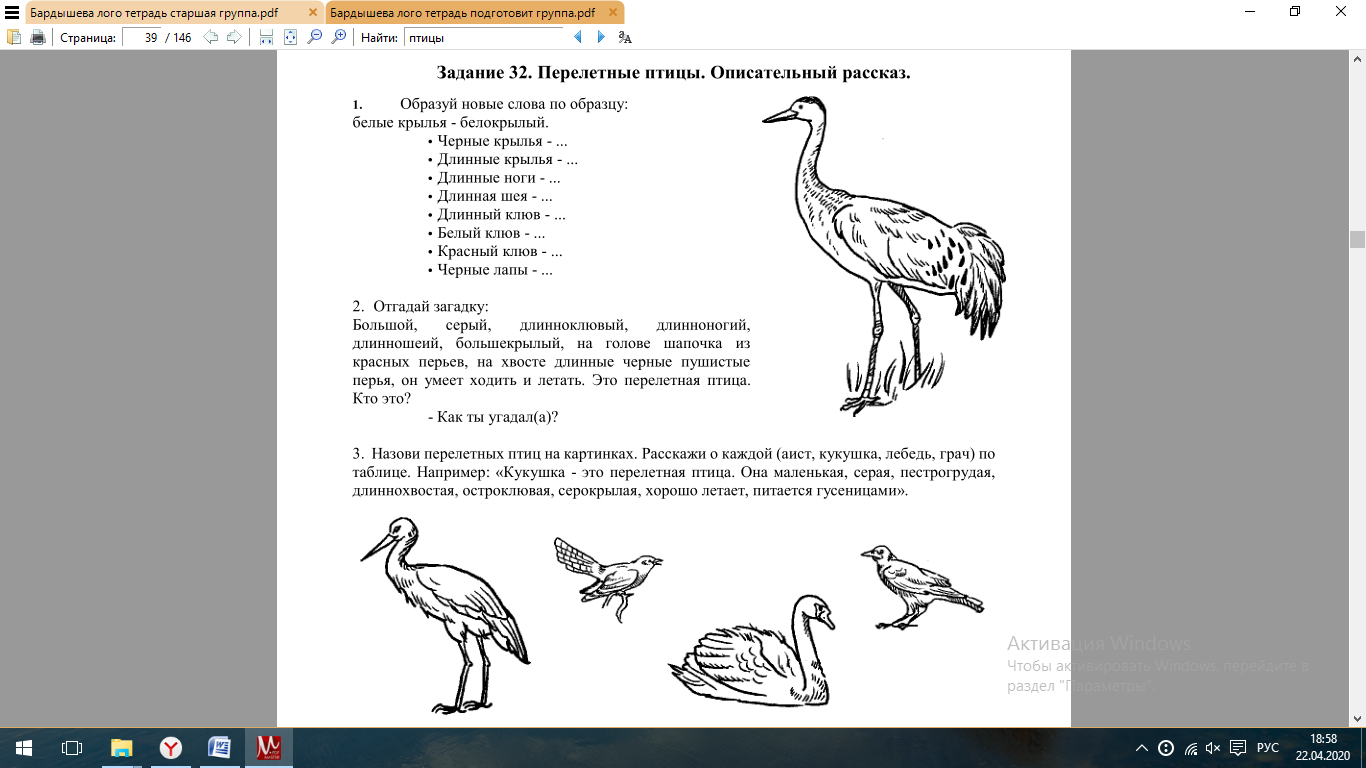 Бардышева лого тетрадь старшая группа.pdf
Бардышева лого тетрадь подготовит группа.pdf
Страница: 39 / 146
Найти: птицы
Задание 32. Перелетные птицы. Описательный рассказ.
1. Образуй новые слова по образцу:
белые крылья - белокрылый.
• Черные крылья - ...
• Длинные крылья - ...
• Длинные ноги - ...
• Длинная шея - ...
• Длинный клюв - ...
• Белый клюв - ...
• Красный клюв - ...
• Черные лапы - ...
2. Отгадай загадку:
Большой, серый, длинноклювый, длинноногий,
длинношеий, большекрылый, на голове шапочка из
красных перьев, на хвосте длинные черные пушистые
перья, он умеет ходить и летать. Это перелетная птица.
Кто это?
- Как ты угадал(а)?
3. Назови перелетных птиц на картинках. Расскажи о каждой (аист, кукушка, лебедь, грач) по
таблице. Например: «Кукушка - это перелетная птица. Она маленькая, серая, пестрогрудая,
длиннохвостая, остроклювая, серокрылая, хорошо летает, питается гусеницами».
Активация Windows
Чтобы активировать Windows, перейдите в
раздел "Параметры".
РУС
18:58
22.04.2020